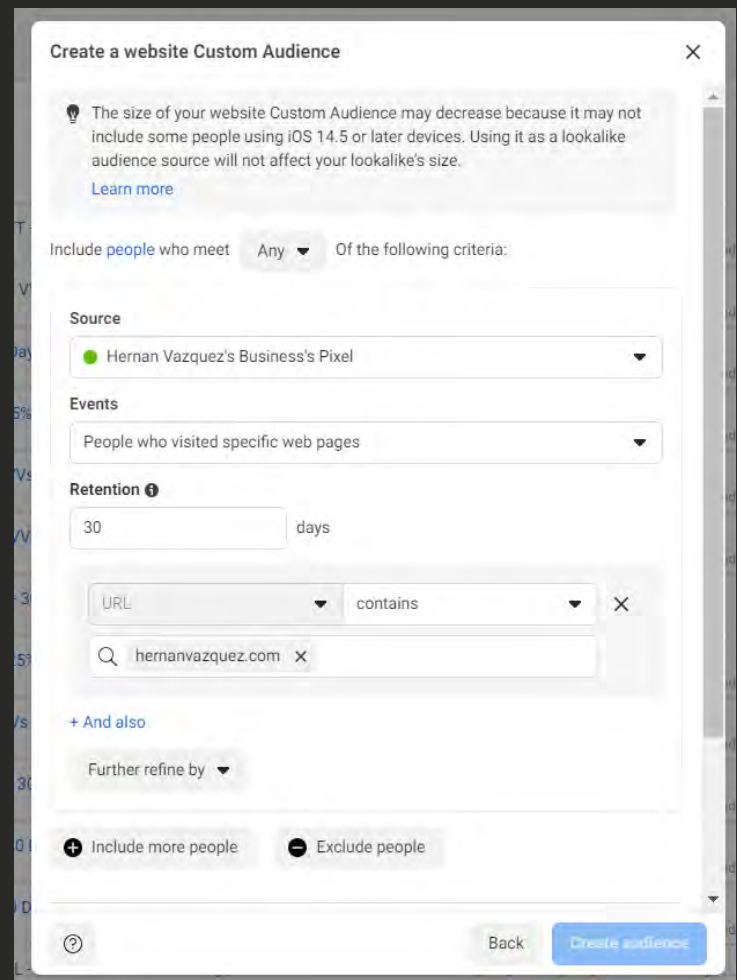 Create a website Custom Audience
The size of your website Custom Audience may decrease because it may not
include some people using iOS 14.5 or later devices. Using it as a lookalike
audience source will not affect your lookalike's size.
Learn more
Include people who meet Any Of the following criteria:
Source
Hernan Vazquez's Business's Pixel
Events
People who visited specific web pages
Retention
30 days
URL contains
hernanvazquez.com
+ And also
Further refine by
Include more people Exclude people
Back Create audience